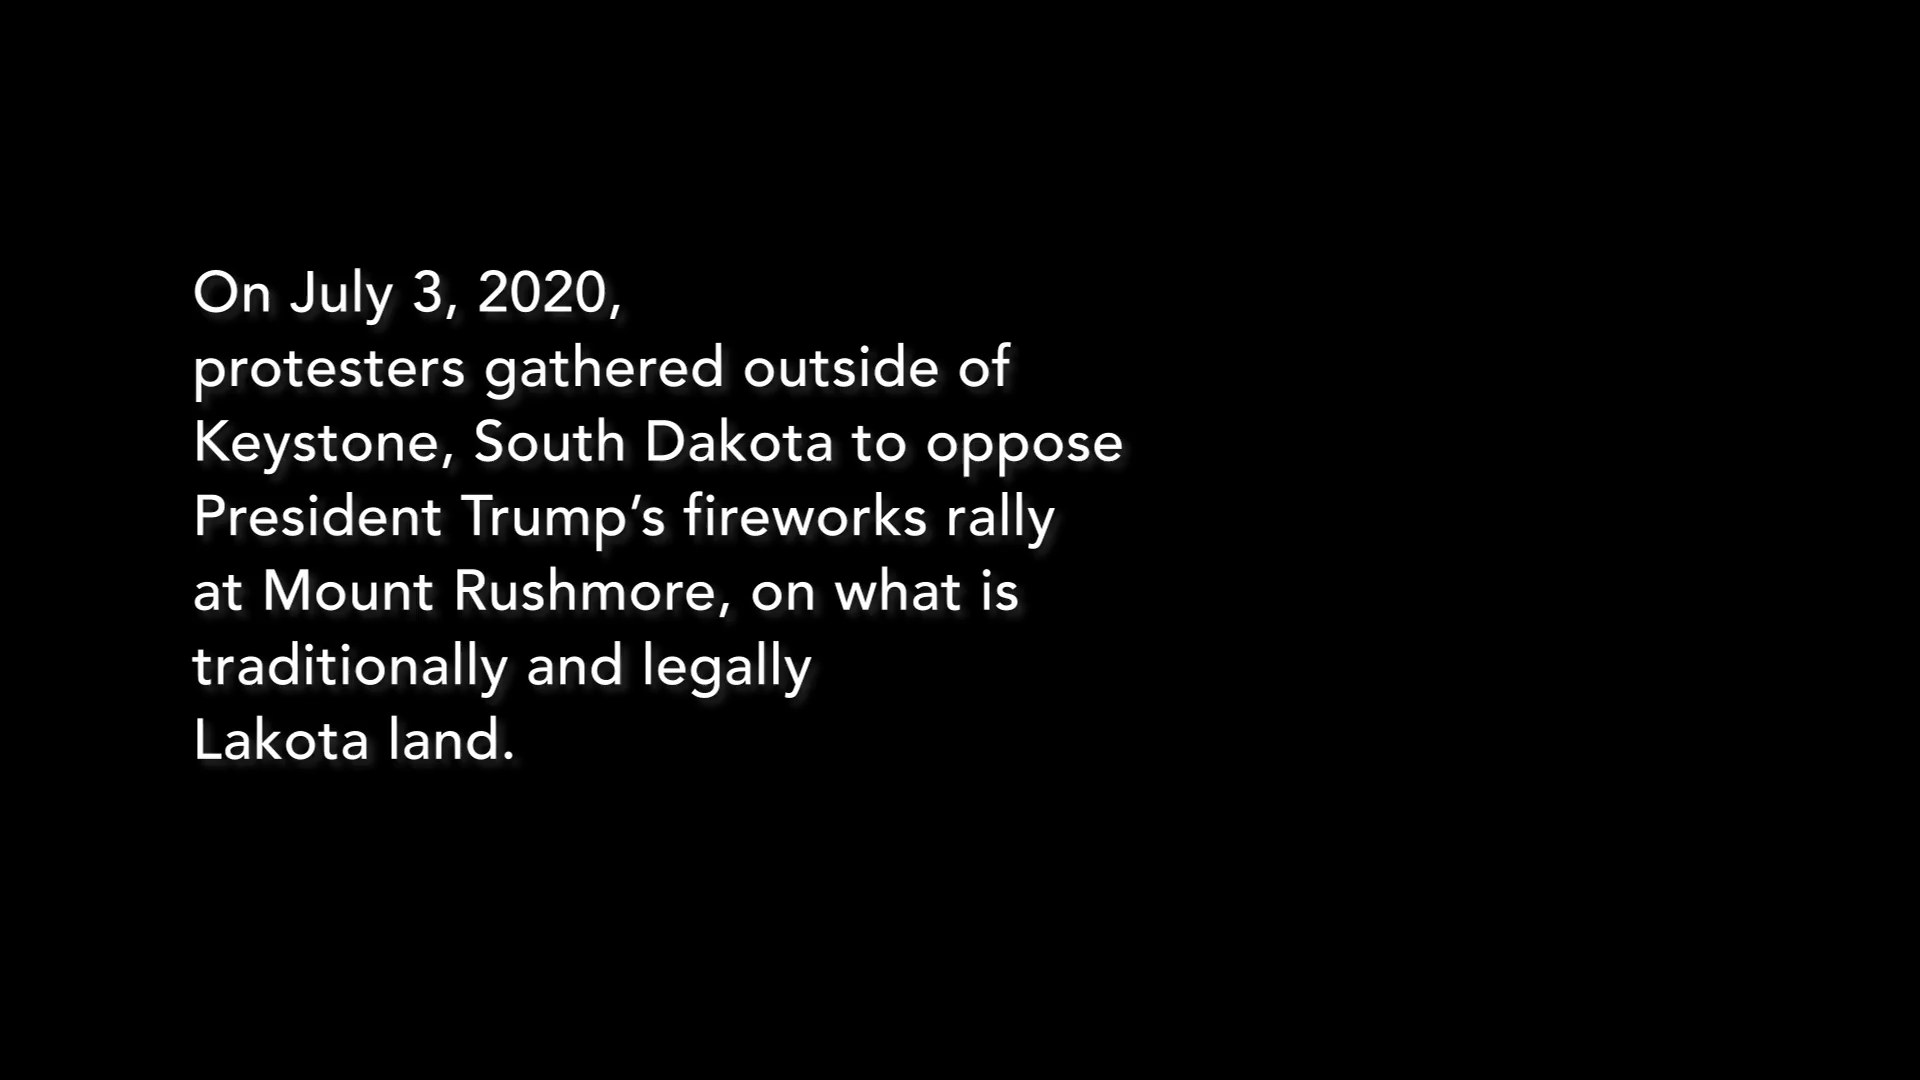 On July 3, 2020,
protesters gathered outside of
Keystone, South Dakota to oppose
President Trump’s fireworks rally
at Mount Rushmore, on what is
traditionally and legally
Lakota land.